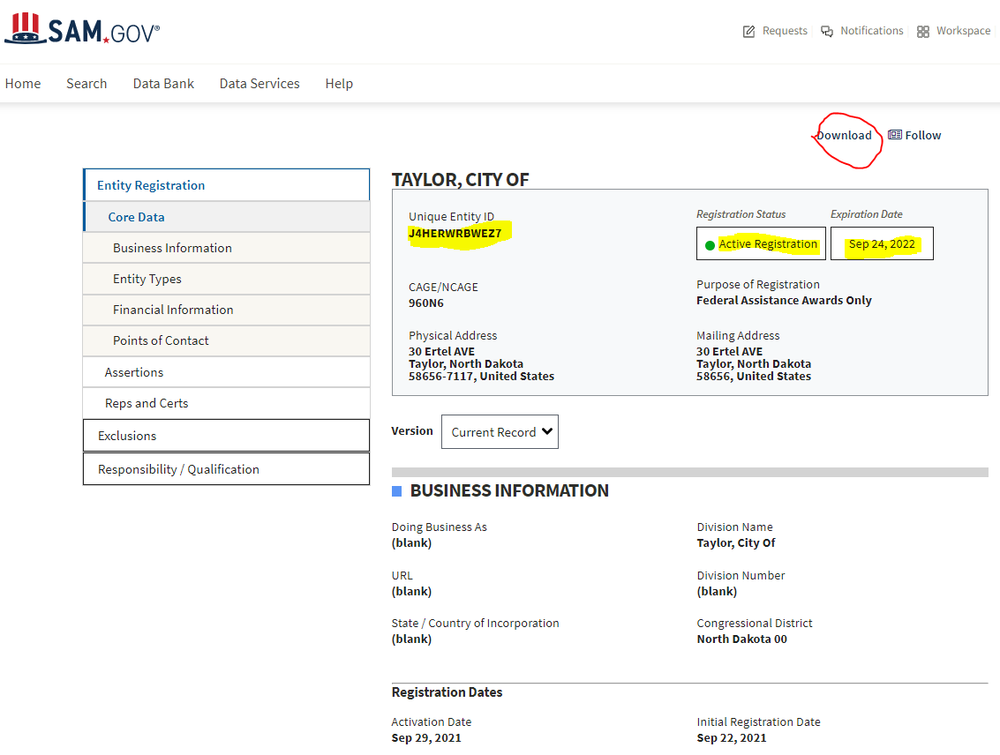 SAM.GOV®
Requests Notifications Workspace
Home Search Data Bank Data Services Help
Download Follow
Entity Registration
Core Data
Business Information
Entity Types
Financial Information
Points of Contact
Assertions
Reps and Certs
Exclusions
Responsibility / Qualification
TAYLOR, CITY OF
Unique Entity ID
J4HERWRBWEZ7
Registration Status
Active Registration
Expiration Date
Sep 24, 2022
CAGE/NCAGE
960N6
Purpose of Registration
Federal Assistance Awards Only
Physical Address
30 Ertel AVE
Taylor, North Dakota
58656-7117, United States
Mailing Address
30 Ertel AVE
Taylor, North Dakota
58656, United States
Version Current Record
BUSINESS INFORMATION
Doing Business As
(blank)
Division Name
Taylor, City Of
URL
(blank)
Division Number
(blank)
State / Country of Incorporation
(blank)
Congressional District
North Dakota 00
Registration Dates
Activation Date
Sep 29, 2021
Initial Registration Date
Sep 22, 2021